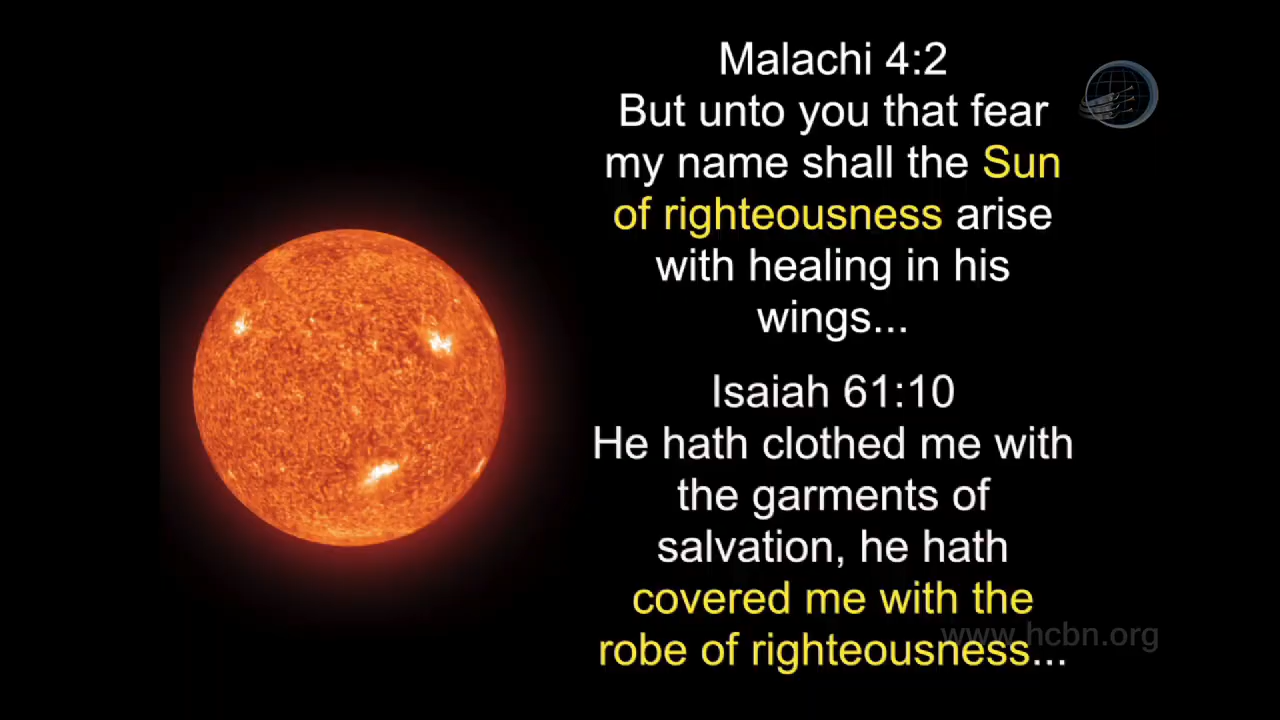 Malachi 4:2
But unto you that fear
my name shall the Sun
of righteousness arise
with healing in his
wings...
Isaiah 61:10
He hath clothed me with
the garments of
salvation, he hath
covered me with the
robe of righteousness...
www.hcbn.org